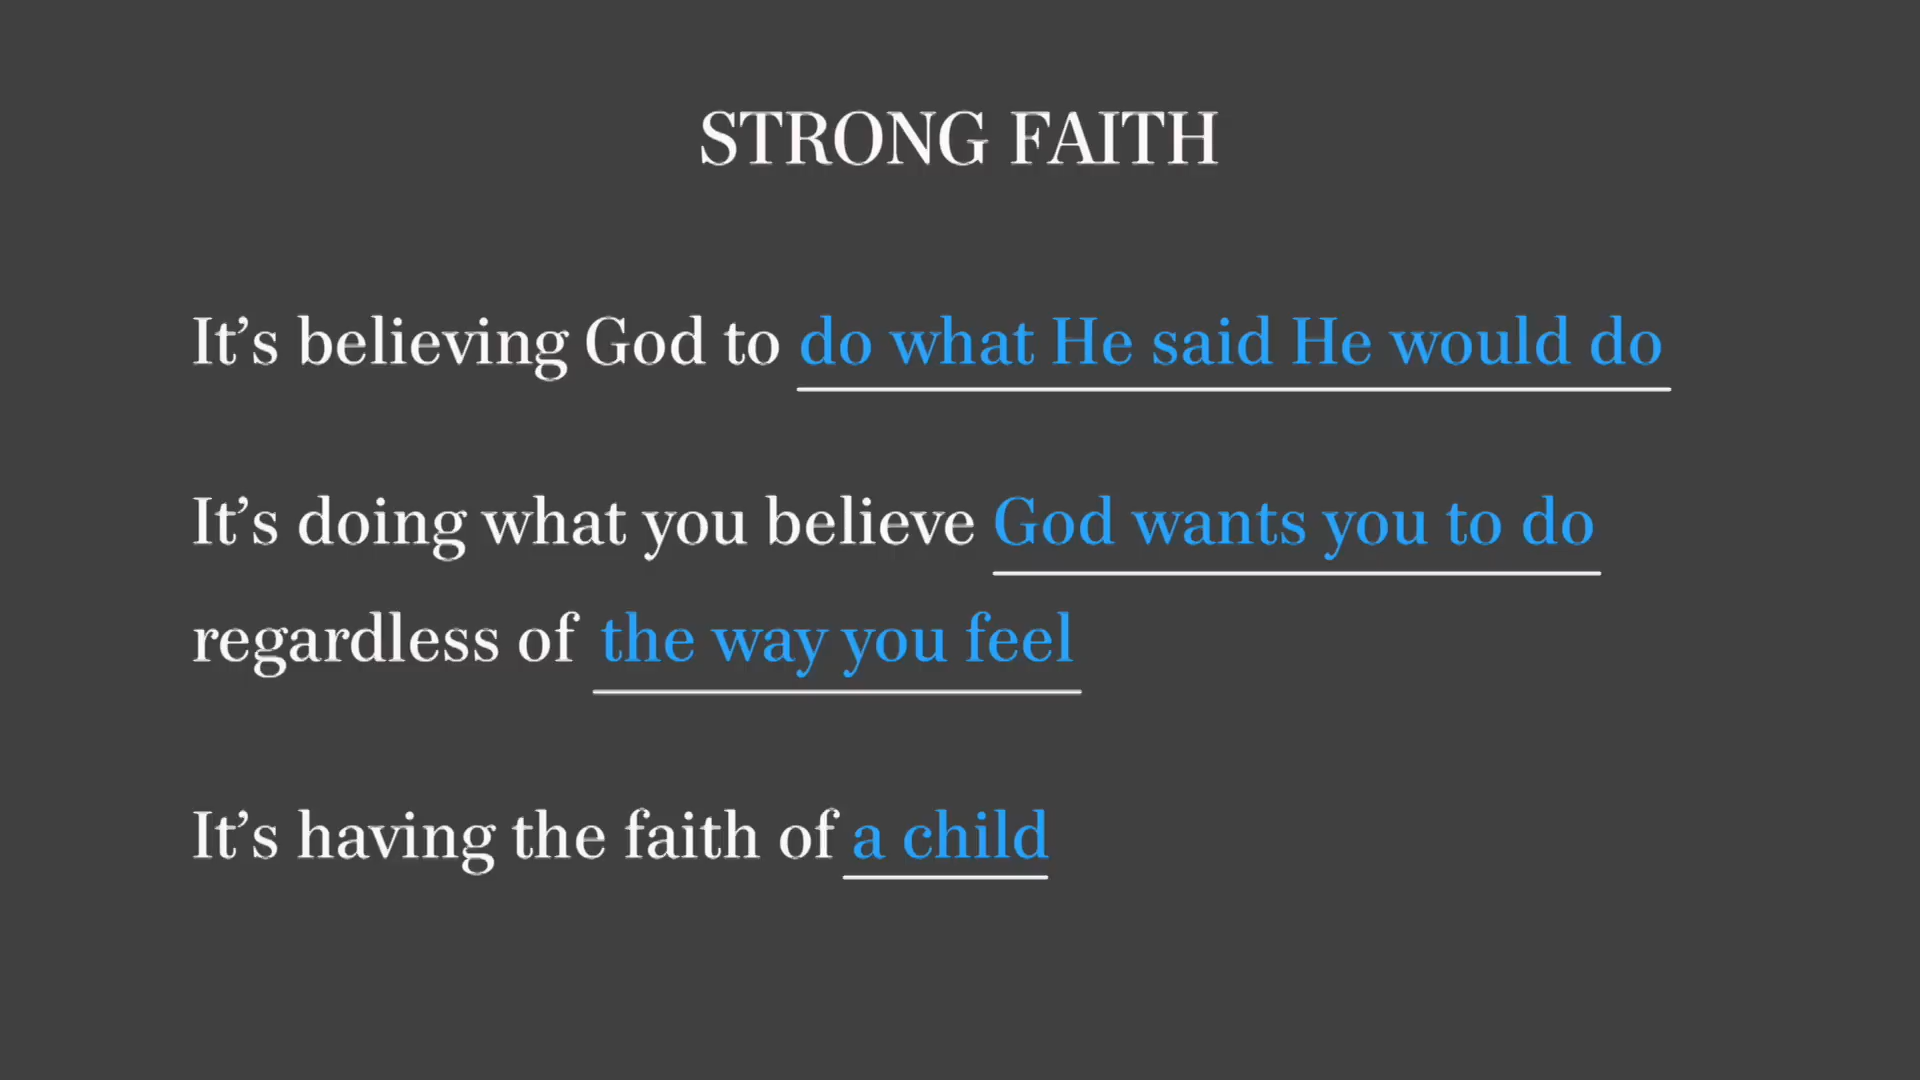 STRONG FAITH
It’s believing God to do what He said He would do
It’s doing what you believe God wants you to do
regardless of the way you feel
It’s having the faith of a child